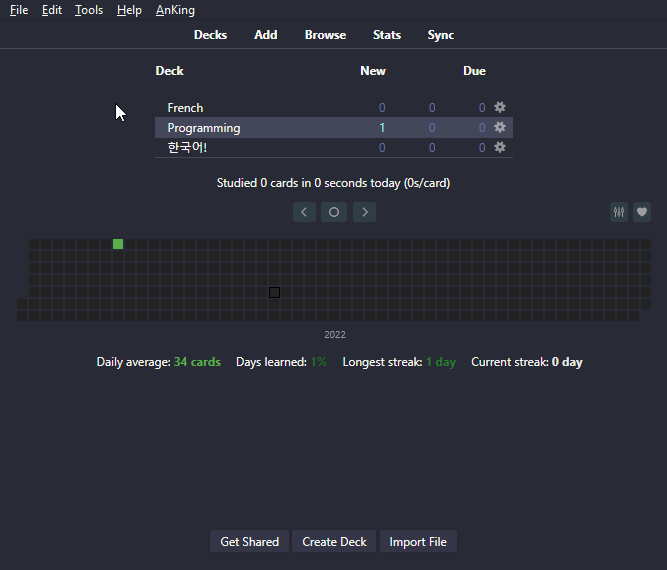 File Edit Tools Help AnKing
Decks Add Browse Stats Sync
Deck New Due
French 0 0 0
Programming 1 0 0
한국어! 0 0 0
Studied 0 cards in 0 seconds today (0s/card)
2022
Daily average: 34 cards Days learned: 1% Longest streak: 1 day Current streak: 0 day
Get Shared Create Deck Import File